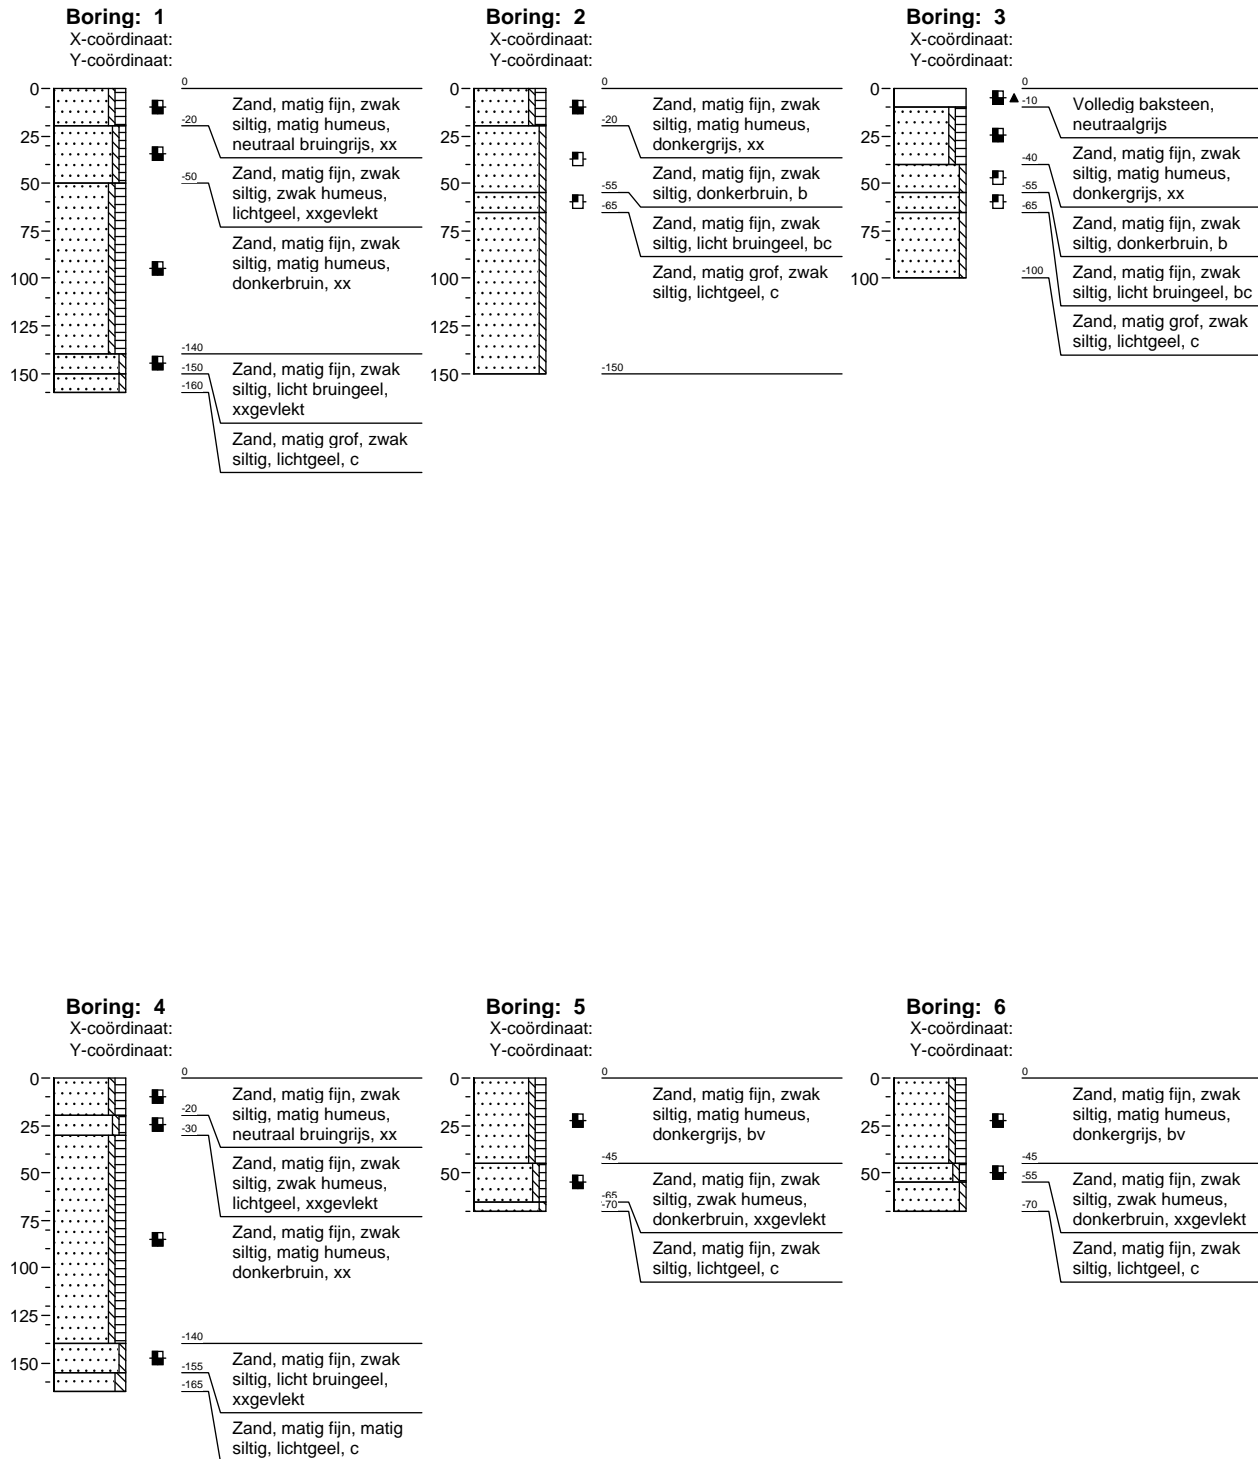 Boring: 1
X-coördinaat:
Y-coördinaat:
0
25
50
75
100
125
150
0
Zand, matig fijn, zwak
siltig, matig humeus,
neutraal bruingrijs, xx
-20
Zand, matig fijn, zwak
siltig, zwak humeus,
lichtgeel, xxgevlekt
-50
Zand, matig fijn, zwak
siltig, matig humeus,
donkerbruin, xx
-140
Zand, matig fijn, zwak
siltig, licht bruingeel,
xxgevlekt
-150
Zand, matig grof, zwak
siltig, lichtgeel, c
-160
Boring: 2
X-coördinaat:
Y-coördinaat:
0
25
50
75
100
125
150
0
Zand, matig fijn, zwak
siltig, matig humeus,
donkergrijs, xx
-20
Zand, matig fijn, zwak
siltig, donkerbruin, b
-55
Zand, matig fijn, zwak
siltig, licht bruingeel, bc
-65
Zand, matig grof, zwak
siltig, lichtgeel, c
-150
Boring: 3
X-coördinaat:
Y-coördinaat:
0
25
50
75
100
0
Volledig baksteen,
neutraalgrijs
-10
Zand, matig fijn, zwak
siltig, matig humeus,
donkergrijs, xx
-40
Zand, matig fijn, zwak
siltig, donkerbruin, b
-55
Zand, matig fijn, zwak
siltig, licht bruingeel, bc
-65
Zand, matig grof, zwak
siltig, lichtgeel, c
-100
Boring: 4
X-coördinaat:
Y-coördinaat:
0
25
50
75
100
125
150
0
Zand, matig fijn, zwak
siltig, matig humeus,
neutraal bruingrijs, xx
-20
Zand, matig fijn, zwak
siltig, zwak humeus,
lichtgeel, xxgevlekt
-30
Zand, matig fijn, zwak
siltig, matig humeus,
donkerbruin, xx
-140
Zand, matig fijn, zwak
siltig, licht bruingeel,
xxgevlekt
-155
Zand, matig fijn, matig
siltig, lichtgeel, c
-165
Boring: 5
X-coördinaat:
Y-coördinaat:
0
25
50
0
Zand, matig fijn, zwak
siltig, matig humeus,
donkergrijs, bv
-45
Zand, matig fijn, zwak
siltig, zwak humeus,
donkerbruin, xxgevlekt
-65
Zand, matig fijn, zwak
siltig, lichtgeel, c
-70
Boring: 6
X-coördinaat:
Y-coördinaat:
0
25
50
0
Zand, matig fijn, zwak
siltig, matig humeus,
donkergrijs, bv
-45
Zand, matig fijn, zwak
siltig, zwak humeus,
donkerbruin, xxgevlekt
-55
Zand, matig fijn, zwak
siltig, lichtgeel, c
-70